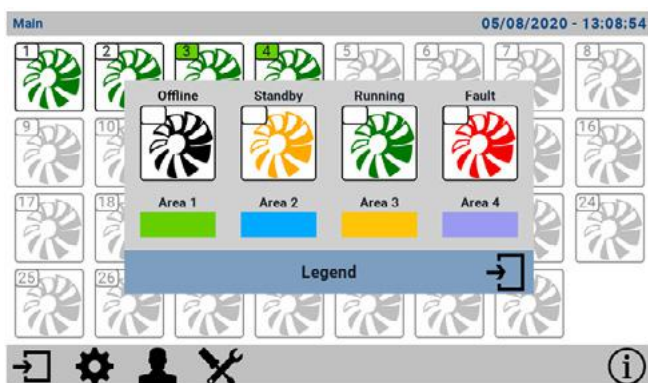 Main 05/08/2020 - 13:08:54
1 2 3 4 5 6 7 8
Offline Standby Running Fault
9 10 16
Area 1 Area 2 Area 3 Area 4
17 18 24
Legend
25 26
i